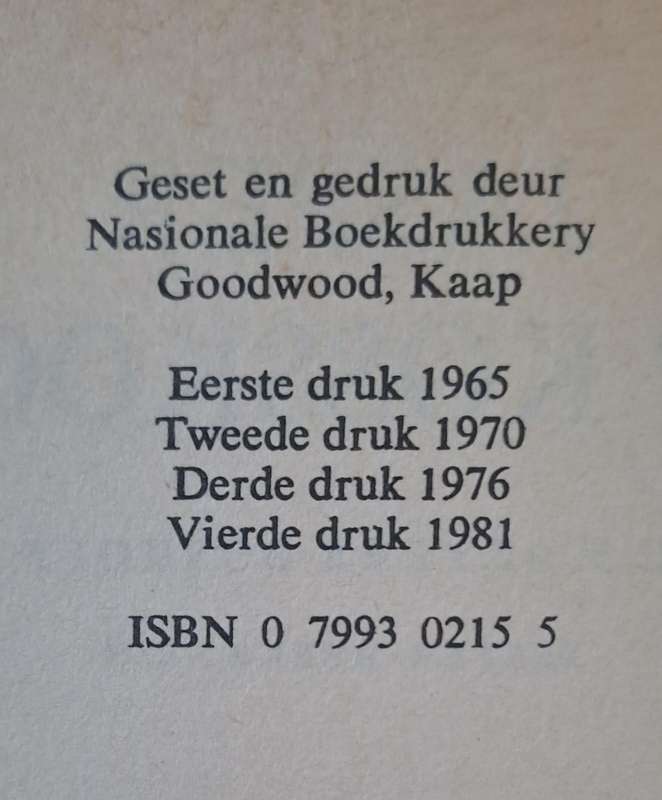 Geset en gedruk deur
Nasionale Boekdrukkery
Goodwood, Kaap
Eerste druk 1965
Tweede druk 1970
Derde druk 1976
Vierde druk 1981
ISBN 0 7993 0215 5